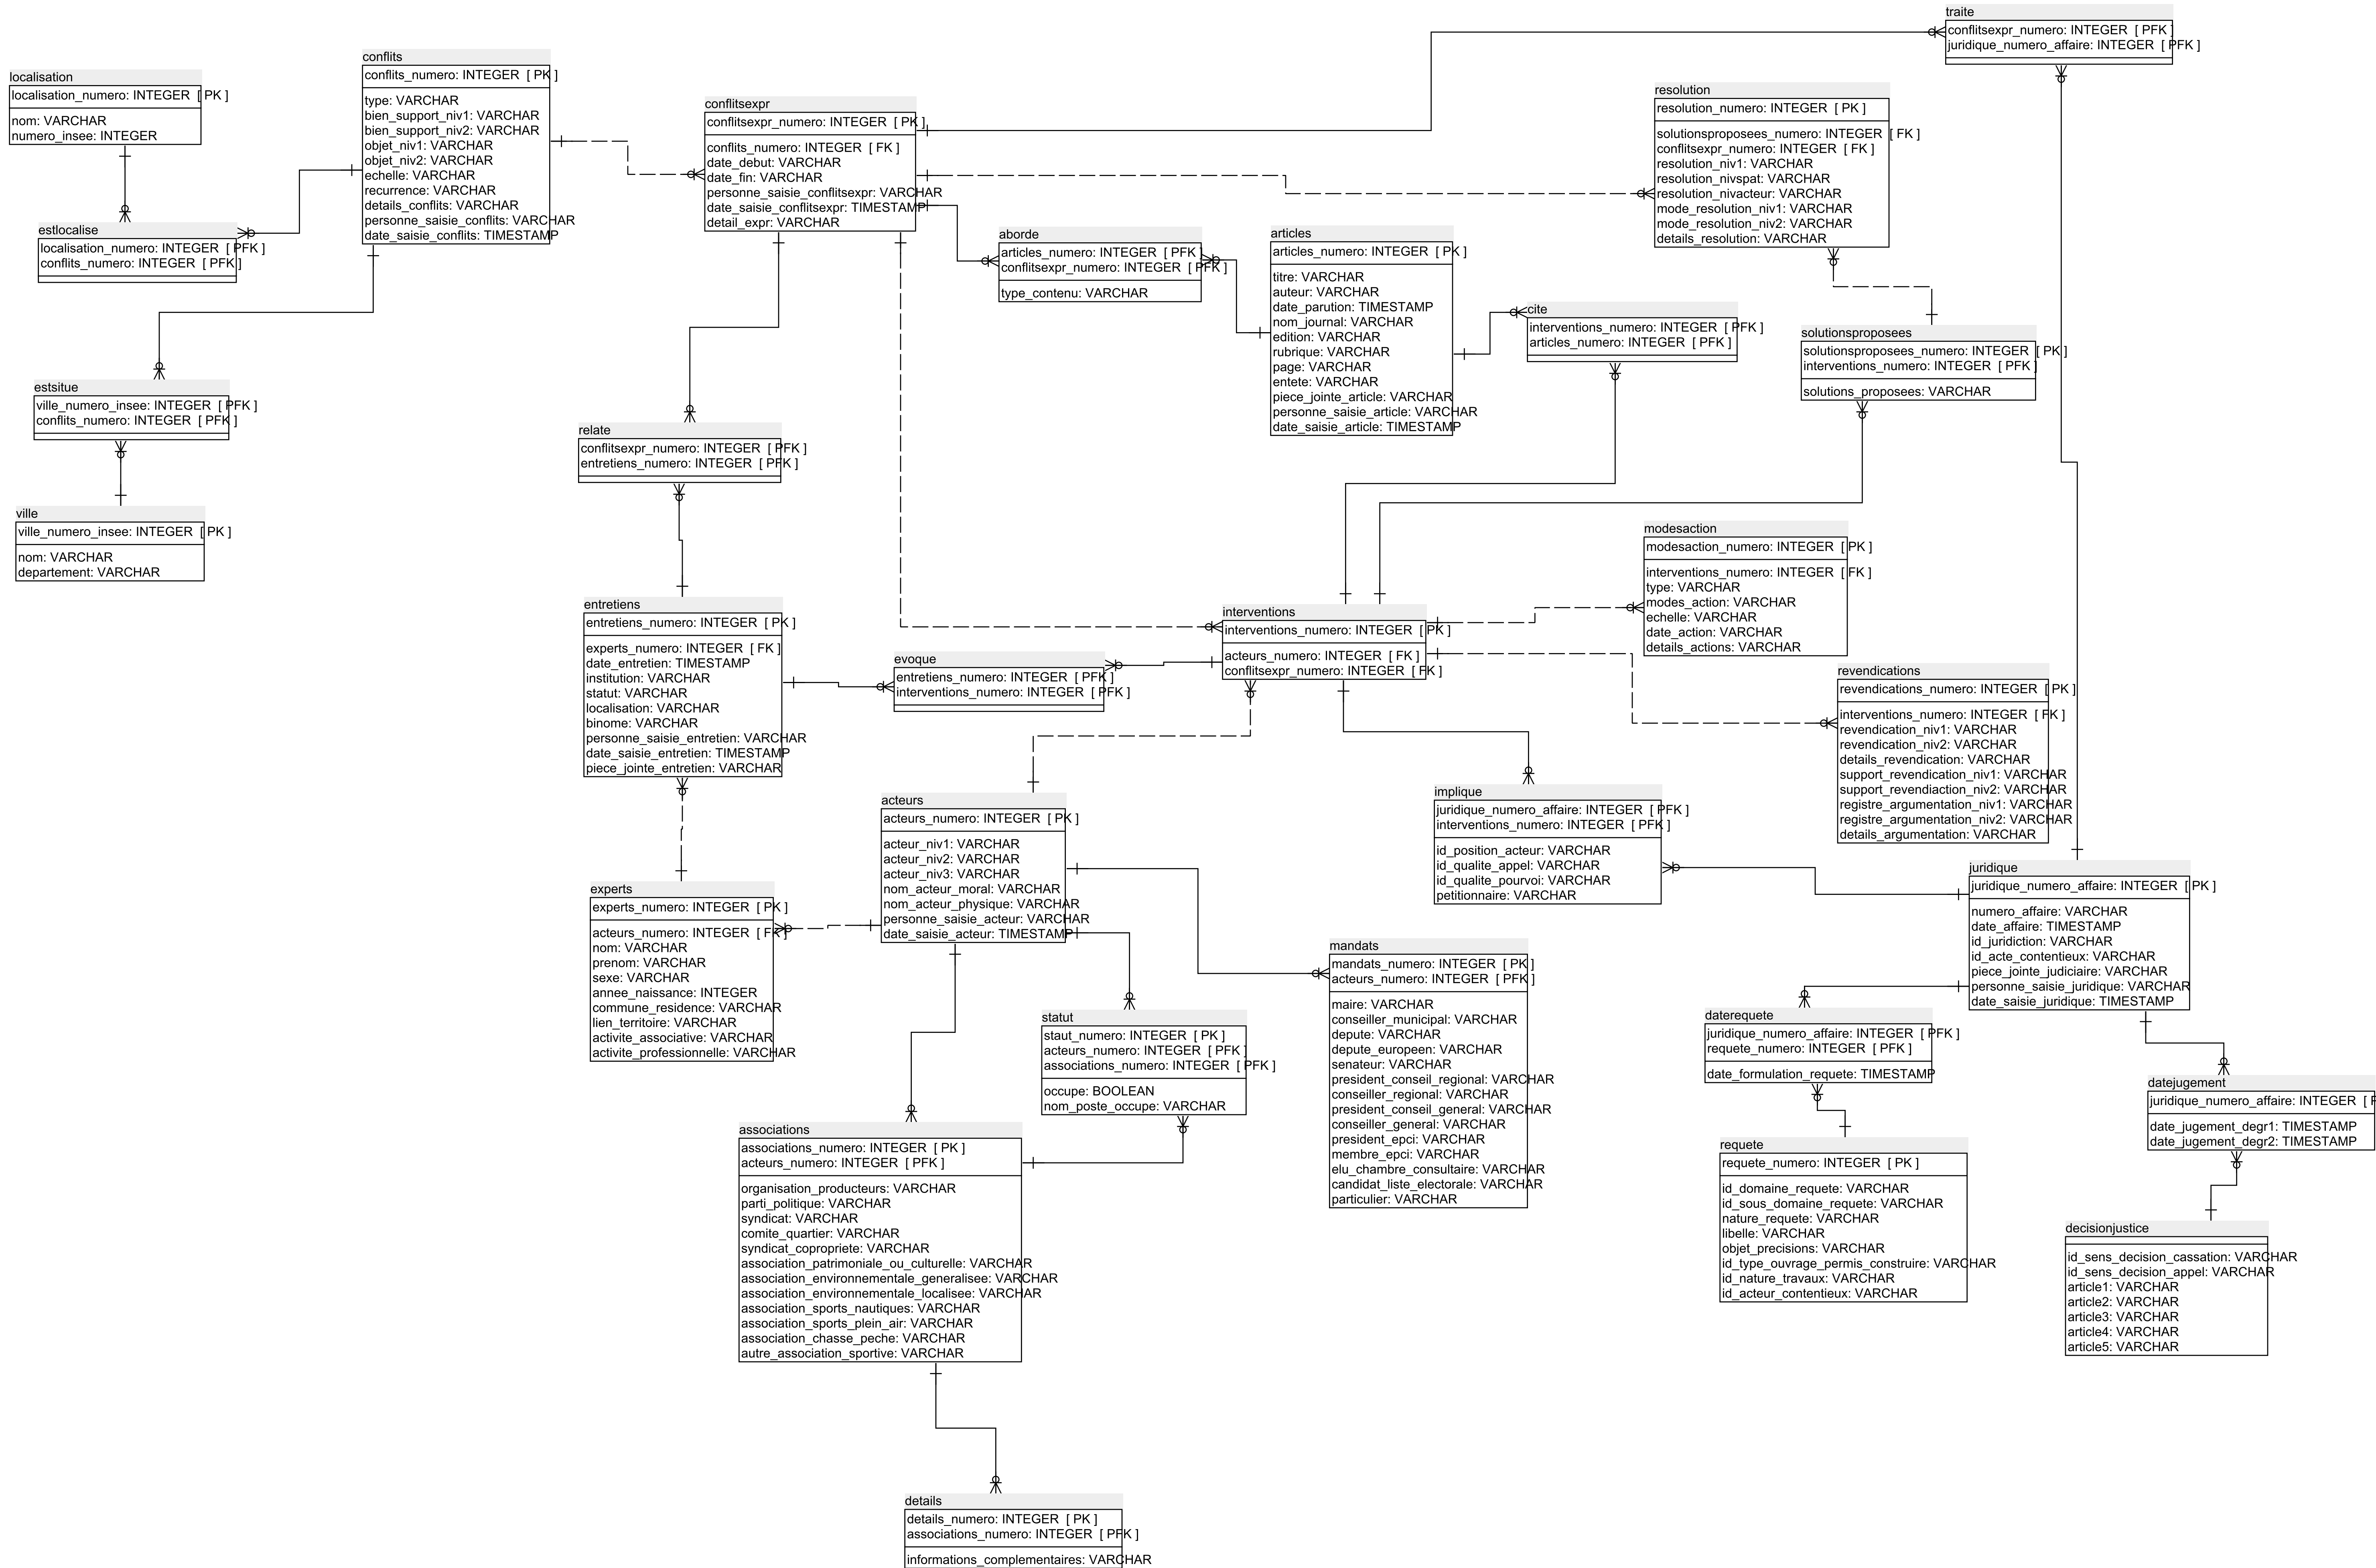 traite
conflitsexpr_numero: INTEGER [ PFK ]
juridique_numero_affaire: INTEGER [ PFK ]
conflits
conflits_numero: INTEGER [ PK ]
type: VARCHAR
bien_support_niv1: VARCHAR
bien_support_niv2: VARCHAR
objet_niv1: VARCHAR
objet_niv2: VARCHAR
echelle: VARCHAR
recurrence: VARCHAR
details_conflits: VARCHAR
personne_saisie_conflits: VARCHAR
date_saisie_conflits: TIMESTAMP
localisation
localisation_numero: INTEGER [ PK ]
nom: VARCHAR
numero_insee: INTEGER
conflitsexpr
conflitsexpr_numero: INTEGER [ PK ]
conflits_numero: INTEGER [ FK ]
date_debut: VARCHAR
date_fin: VARCHAR
personne_saisie_conflitsexpr: VARCHAR
date_saisie_conflitsexpr: TIMESTAMP
detail_expr: VARCHAR
resolution
resolution_numero: INTEGER [ PK ]
solutionsproposees_numero: INTEGER [ FK ]
conflitsexpr_numero: INTEGER [ FK ]
resolution_niv1: VARCHAR
resolution_nivspat: VARCHAR
resolution_nivacteur: VARCHAR
mode_resolution_niv1: VARCHAR
mode_resolution_niv2: VARCHAR
details_resolution: VARCHAR
estlocalise
localisation_numero: INTEGER [ PFK ]
conflits_numero: INTEGER [ PFK ]
aborde
articles_numero: INTEGER [ PFK ]
conflitsexpr_numero: INTEGER [ PFK ]
type_contenu: VARCHAR
articles
articles_numero: INTEGER [ PK ]
titre: VARCHAR
auteur: VARCHAR
date_parution: TIMESTAMP
nom_journal: VARCHAR
edition: VARCHAR
rubrique: VARCHAR
page: VARCHAR
entete: VARCHAR
piece_jointe_article: VARCHAR
personne_saisie_article: VARCHAR
date_saisie_article: TIMESTAMP
cite
interventions_numero: INTEGER [ PFK ]
articles_numero: INTEGER [ PFK ]
solutionsproposees
solutionsproposees_numero: INTEGER [ PK ]
interventions_numero: INTEGER [ PFK ]
solutions_proposees: VARCHAR
estsitue
ville_numero_insee: INTEGER [ PFK ]
conflits_numero: INTEGER [ PFK ]
relate
conflitsexpr_numero: INTEGER [ PFK ]
entretiens_numero: INTEGER [ PFK ]
ville
ville_numero_insee: INTEGER [ PK ]
nom: VARCHAR
departement: VARCHAR
modesaction
modesaction_numero: INTEGER [ PK ]
interventions_numero: INTEGER [ FK ]
type: VARCHAR
modes_action: VARCHAR
echelle: VARCHAR
date_action: VARCHAR
details_actions: VARCHAR
entretiens
entretiens_numero: INTEGER [ PK ]
experts_numero: INTEGER [ FK ]
date_entretien: TIMESTAMP
institution: VARCHAR
statut: VARCHAR
localisation: VARCHAR
binome: VARCHAR
personne_saisie_entretien: VARCHAR
date_saisie_entretien: TIMESTAMP
piece_jointe_entretien: VARCHAR
interventions
interventions_numero: INTEGER [ PK ]
acteurs_numero: INTEGER [ FK ]
conflitsexpr_numero: INTEGER [ FK ]
evoque
entretiens_numero: INTEGER [ PFK ]
interventions_numero: INTEGER [ PFK ]
revendications
revendications_numero: INTEGER [ PK ]
interventions_numero: INTEGER [ FK ]
revendication_niv1: VARCHAR
revendication_niv2: VARCHAR
details_revendication: VARCHAR
support_revendication_niv1: VARCHAR
support_revendiaction_niv2: VARCHAR
registre_argumentation_niv1: VARCHAR
registre_argumentation_niv2: VARCHAR
details_argumentation: VARCHAR
acteurs
acteurs_numero: INTEGER [ PK ]
acteur_niv1: VARCHAR
acteur_niv2: VARCHAR
acteur_niv3: VARCHAR
nom_acteur_moral: VARCHAR
nom_acteur_physique: VARCHAR
personne_saisie_acteur: VARCHAR
date_saisie_acteur: TIMESTAMP
implique
juridique_numero_affaire: INTEGER [ PFK ]
interventions_numero: INTEGER [ PFK ]
id_position_acteur: VARCHAR
id_qualite_appel: VARCHAR
id_qualite_pourvoi: VARCHAR
petitionnaire: VARCHAR
juridique
juridique_numero_affaire: INTEGER [ PK ]
numero_affaire: VARCHAR
date_affaire: TIMESTAMP
id_juridiction: VARCHAR
id_acte_contentieux: VARCHAR
piece_jointe_judiciaire: VARCHAR
personne_saisie_juridique: VARCHAR
date_saisie_juridique: TIMESTAMP
experts
experts_numero: INTEGER [ PK ]
acteurs_numero: INTEGER [ FK ]
nom: VARCHAR
prenom: VARCHAR
sexe: VARCHAR
annee_naissance: INTEGER
commune_residence: VARCHAR
lien_territoire: VARCHAR
activite_associative: VARCHAR
activite_professionnelle: VARCHAR
mandats
mandats_numero: INTEGER [ PK ]
acteurs_numero: INTEGER [ PFK ]
maire: VARCHAR
conseiller_municipal: VARCHAR
depute: VARCHAR
depute_europeen: VARCHAR
senateur: VARCHAR
president_conseil_regional: VARCHAR
conseiller_regional: VARCHAR
president_conseil_general: VARCHAR
conseiller_general: VARCHAR
president_epci: VARCHAR
membre_epci: VARCHAR
elu_chambre_consultaire: VARCHAR
candidat_liste_electorale: VARCHAR
particulier: VARCHAR
statut
staut_numero: INTEGER [ PK ]
acteurs_numero: INTEGER [ PFK ]
associations_numero: INTEGER [ PFK ]
occupe: BOOLEAN
nom_poste_occupe: VARCHAR
daterequete
juridique_numero_affaire: INTEGER [ PFK ]
requete_numero: INTEGER [ PFK ]
date_formulation_requete: TIMESTAMP
datejugement
juridique_numero_affaire: INTEGER [ F
date_jugement_degr1: TIMESTAMP
date_jugement_degr2: TIMESTAMP
associations
associations_numero: INTEGER [ PK ]
acteurs_numero: INTEGER [ PFK ]
organisation_producteurs: VARCHAR
parti_politique: VARCHAR
syndicat: VARCHAR
comite_quartier: VARCHAR
syndicat_copropriete: VARCHAR
association_patrimoniale_ou_culturelle: VARCHAR
association_environnementale_generalisee: VARCHAR
association_environnementale_localisee: VARCHAR
association_sports_nautiques: VARCHAR
association_sports_plein_air: VARCHAR
association_chasse_peche: VARCHAR
autre_association_sportive: VARCHAR
requete
requete_numero: INTEGER [ PK ]
id_domaine_requete: VARCHAR
id_sous_domaine_requete: VARCHAR
nature_requete: VARCHAR
libelle: VARCHAR
objet_precisions: VARCHAR
id_type_ouvrage_permis_construire: VARCHAR
id_nature_travaux: VARCHAR
id_acteur_contentieux: VARCHAR
decisionjustice
id_sens_decision_cassation: VARCHAR
id_sens_decision_appel: VARCHAR
article1: VARCHAR
article2: VARCHAR
article3: VARCHAR
article4: VARCHAR
article5: VARCHAR
details
details_numero: INTEGER [ PK ]
associations_numero: INTEGER [ PFK ]
informations_complementaires: VARCHAR